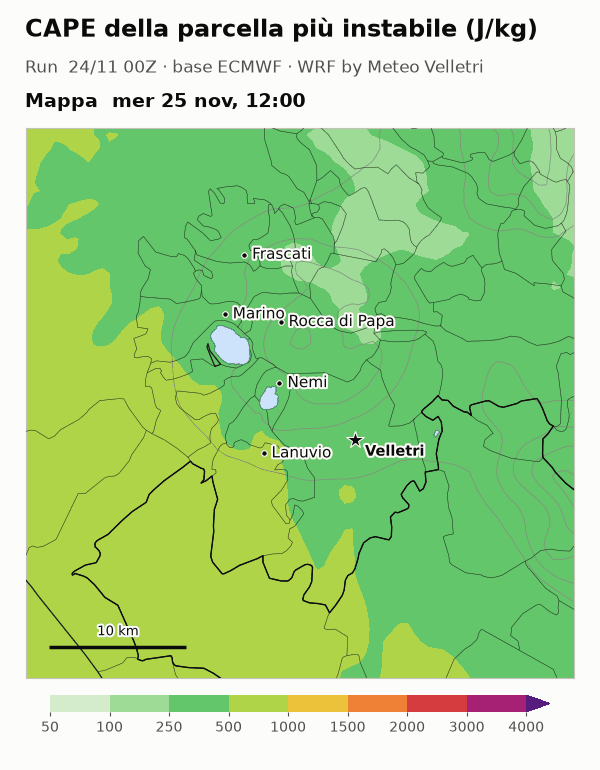 CAPE della parcella più instabile (J/kg)
Run  24/11 00Z · base ECMWF · WRF by Meteo Velletri
Mappa  mer 25 nov, 12:00
Frascati
Marino
Rocca di Papa
Nemi
Velletri
Lanuvio
10 km
50 100 250 500 1000 1500 2000 3000 4000